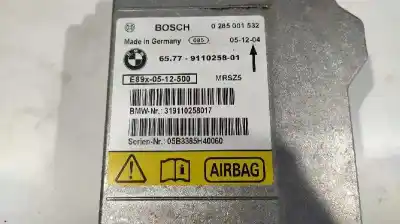 BOSCH 0 285 001 532
Made in Germany 695 05-12-04
65.77 - 9110258-01
E89x-05-12-500 MRSZ5
BMW-Nr.: 319110258017
Serien-Nr.: 05B3385H40060
AIRBAG